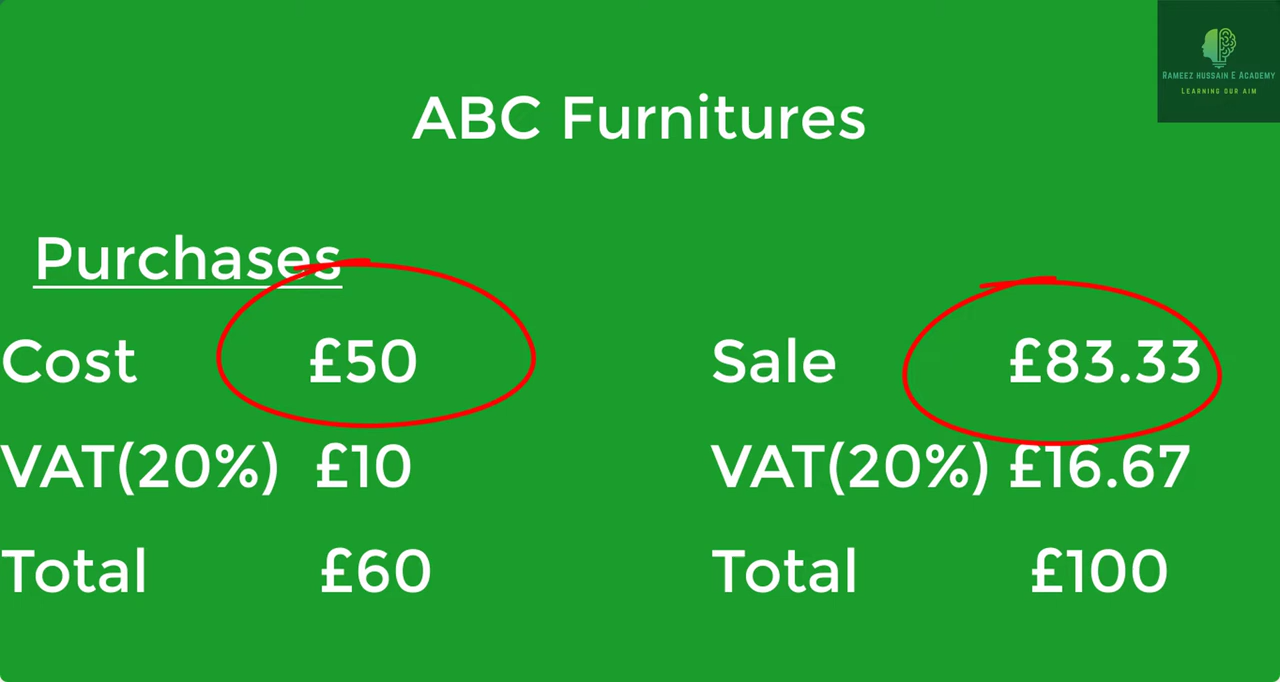 RAMEEZ HUSSAIN E ACADEMY
LEARNING OUR AIM
ABC Furnitures
Purchases
Cost £50
VAT(20%) £10
Total £60
Sale £83.33
VAT(20%) £16.67
Total £100